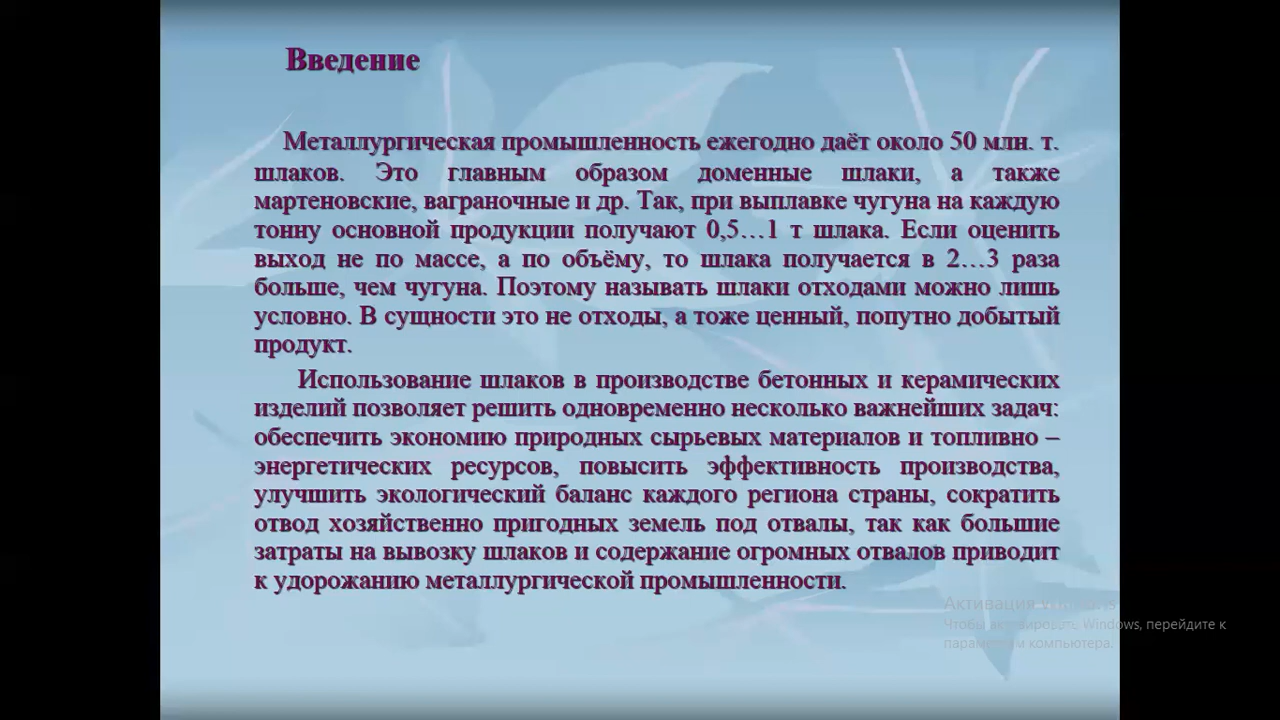 Введение
Металлургическая промышленность ежегодно даёт около 50 млн. т.
шлаков. Это главным образом доменные шлаки, а также
мартеновские, ваграночные и др. Так, при выплавке чугуна на каждую
тонну основной продукции получают 0,5…1 т шлака. Если оценить
выход не по массе, а по объёму, то шлака получается в 2…3 раза
больше, чем чугуна. Поэтому называть шлаки отходами можно лишь
условно. В сущности это не отходы, а тоже ценный, попутно добытый
продукт.
Использование шлаков в производстве бетонных и керамических
изделий позволяет решить одновременно несколько важнейших задач:
обеспечить экономию природных сырьевых материалов и топливно –
энергетических ресурсов, повысить эффективность производства,
улучшить экологический баланс каждого региона страны, сократить
отвод хозяйственно пригодных земель под отвалы, так как большие
затраты на вывозку шлаков и содержание огромных отвалов приводит
к удорожанию металлургической промышленности.
Активация Windows
Чтобы активировать Windows, перейдите к
параметрам компьютера.